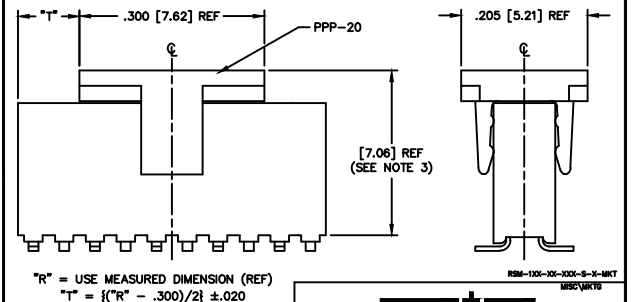 "T"
.300 [7.62] REF
PPP-20
.205 [5.21] REF
℄
℄
[7.06] REF
(SEE NOTE 3)
"R" = USE MEASURED DIMENSION (REF)
"T" = {("R" - .300)/2} ±.020
RSM-1XX-XX-XXX-S-X-MKT
MISC\MKTG